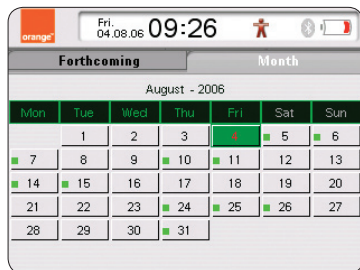 orange™ Fri. 04.08.06 09:26
Forthcoming Month
August - 2006
Mon Tue Wed Thu Fri Sat Sun
1 2 3 4 5 6
7 8 9 10 11 12 13
14 15 16 17 18 19 20
21 22 23 24 25 26 27
28 29 30 31